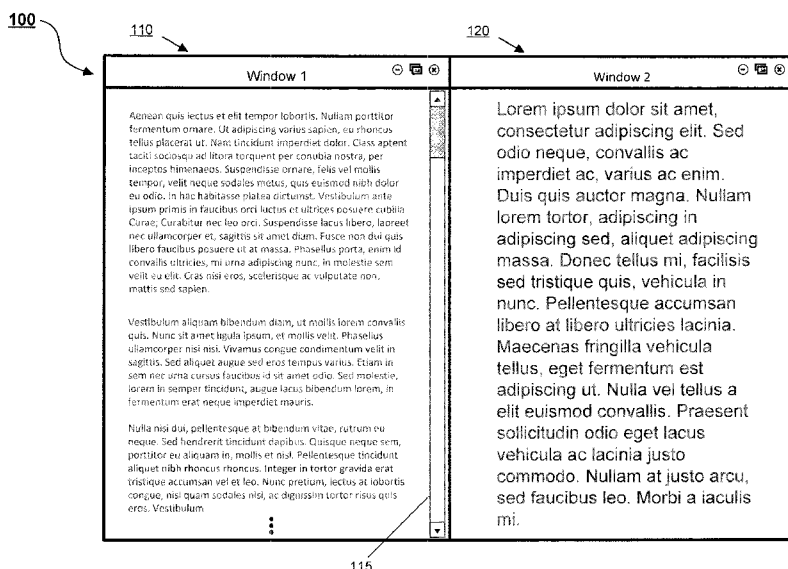 100
110
120
Window 1
Window 2
Aenean quis lectus et elit tempor lobortis. Nullam porttitor
fermentum ornare. Ut adipiscing varius sapien, eu rhoncus
tellus placerat ut. Nam tincidunt imperdiet dolor. Class aptent
taciti sociosqu ad litora torquent per conubia nostra, per
inceptos himenaeos. Suspendisse ornare, felis vel mollis
tempor, velit neque sodales metus, quis euismod nibh dolor
eu odio. In hac habitasse platea dictumst. Vestibulum ante
ipsum primis in faucibus orci luctus et ultrices posuere cubilia
Curae; Curabitur nec leo orci. Suspendisse lacus libero, laoreet
nec ullamcorper et, sagittis sit amet diam. Fusce non dui quis
libero faucibus posuere ut at massa. Phasellus porta, enim id
convallis ultricies, mi urna adipiscing nunc, in molestie sem
velit eu elit. Cras nisi eros, scelerisque ac vulputate non,
mattis sed sapien.
Vestibulum aliquam bibendum diam, ut mollis lorem convallis
quis. Nunc sit amet ligula ipsum, et mollis velit. Phasellus
ullamcorper nisi nisi. Vivamus congue condimentum velit in
sagittis. Sed aliquet augue sed eros tempus varius. Etiam in
sem nec urna cursus faucibus id sit amet odio. Sed molestie,
lorem in semper tincidunt, augue lacus bibendum lorem, in
fermentum erat neque imperdiet mauris.
Nulla nisi dui, pellentesque at bibendum vitae, rutrum eu
neque. Sed hendrerit tincidunt dapibus. Quisque neque sem,
porttitor eu aliquam in, mollis et nisl. Pellentesque tincidunt
aliquet nibh rhoncus rhoncus. Integer in tortor gravida erat
tristique accumsan vel et leo. Nunc pretium, lectus at lobortis
congue, nisi quam sodales nisi, ac dignissim tortor risus quis
eros. Vestibulum
Lorem ipsum dolor sit amet,
consectetur adipiscing elit. Sed
odio neque, convallis ac
imperdiet ac, varius ac enim.
Duis quis auctor magna. Nullam
lorem tortor, adipiscing in
adipiscing sed, aliquet adipiscing
massa. Donec tellus mi, facilisis
sed tristique quis, vehicula in
nunc. Pellentesque accumsan
libero at libero ultricies lacinia.
Maecenas fringilla vehicula
tellus, eget fermentum est
adipiscing ut. Nulla vel tellus a
elit euismod convallis. Praesent
sollicitudin odio eget lacus
vehicula ac lacinia justo
commodo. Nullam at justo arcu,
sed faucibus leo. Morbi a iaculis
mi.
115